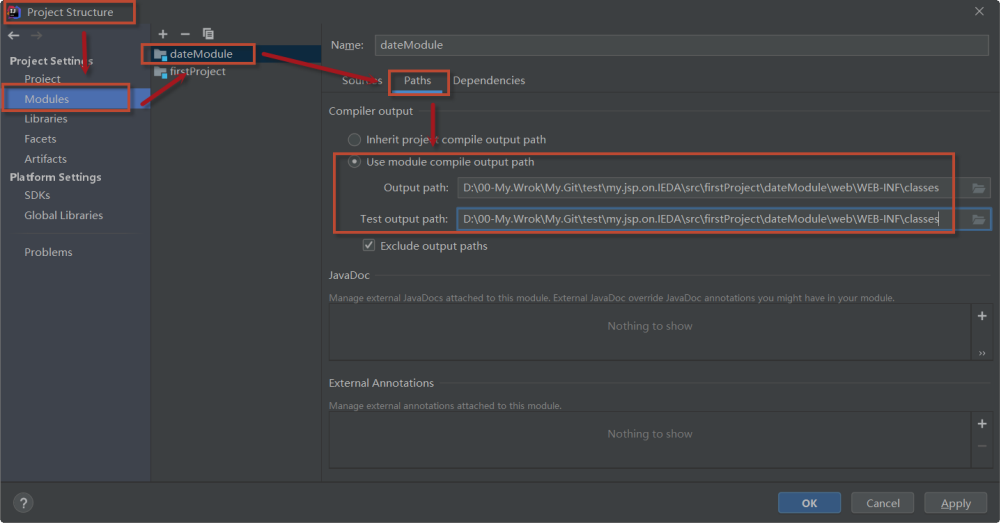 Project Structure
Project Settings
Project
Modules
Libraries
Facets
Artifacts
Platform Settings
SDKs
Global Libraries
Problems
dateModule
firstProject
Name: dateModule
Sources Paths Dependencies
Compiler output
Inherit project compile output path
Use module compile output path
Output path: D:\00-My.Wrok\My.Git\test\my.jsp.on.IEDA\src\firstProject\dateModule\web\WEB-INF\classes
Test output path: D:\00-My.Wrok\My.Git\test\my.jsp.on.IEDA\src\firstProject\dateModule\web\WEB-INF\classes
Exclude output paths
JavaDoc
Manage external JavaDocs attached to this module. External JavaDoc override JavaDoc annotations you might have in your module.
Nothing to show
External Annotations
Manage external annotations attached to this module.
Nothing to show
?
OK Cancel Apply